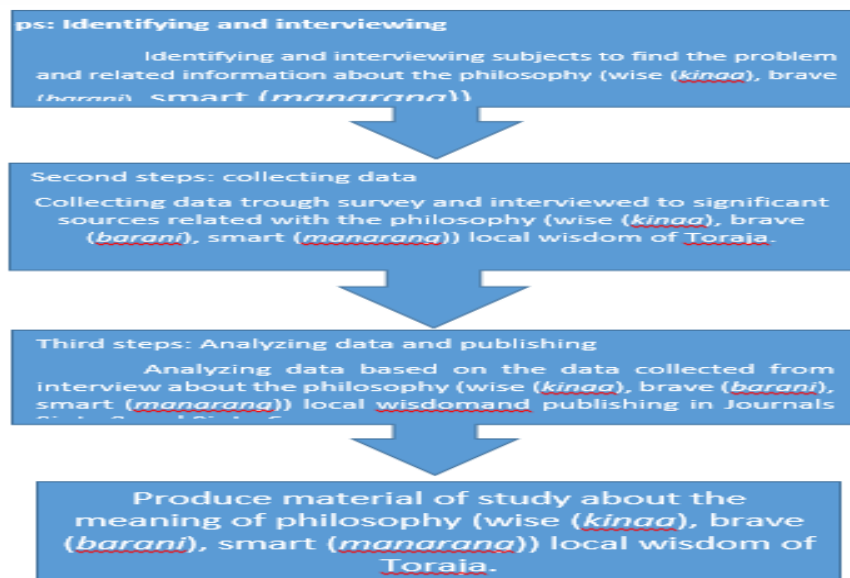 ps: Identifying and interviewing
Identifying and interviewing subjects to find the problem
and related information about the philosophy (wise (kinaa), brave
(barani), smart (manarang))
Second steps: collecting data
Collecting data trough survey and interviewed to significant
sources related with the philosophy (wise (kinaa), brave
(barani), smart (manarang)) local wisdom of Toraja.
Third steps: Analyzing data and publishing
Analyzing data based on the data collected from
interview about the philosophy (wise (kinaa), brave (barani),
smart (manarang)) local wisdomand publishing in Journals
Produce material of study about the
meaning of philosophy (wise (kinaa), brave
(barani), smart (manarang)) local wisdom of
Toraja.